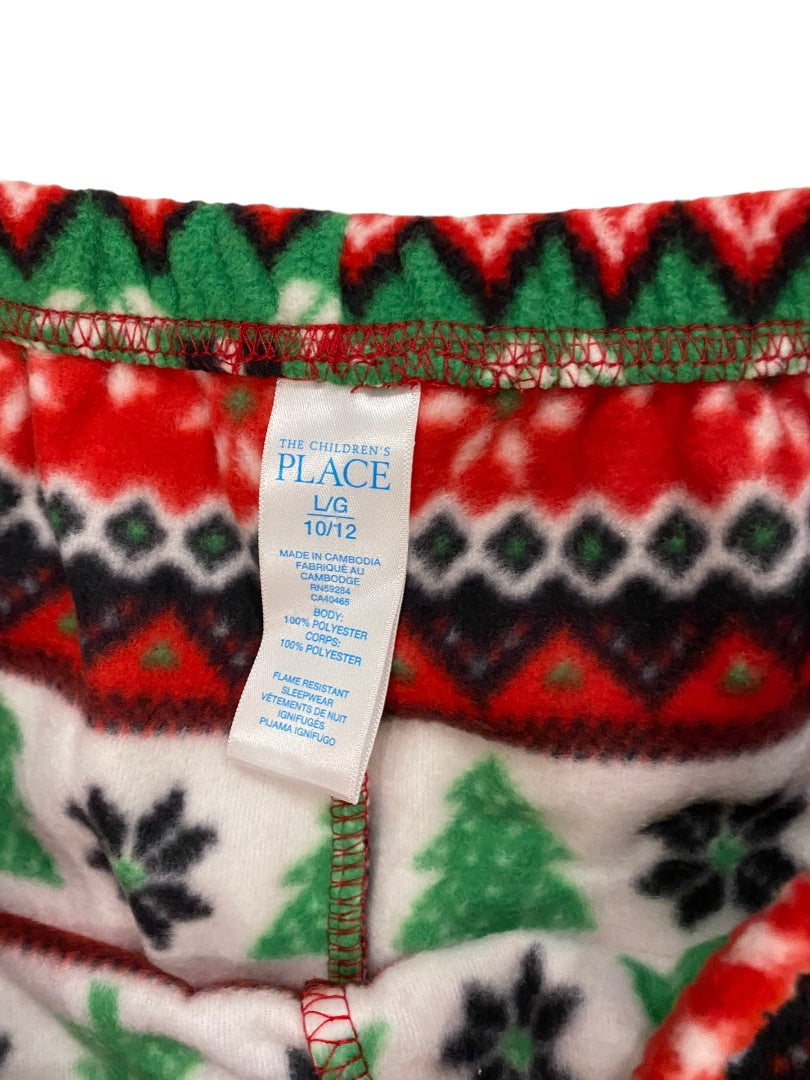 THE CHILDREN'S
PLACE
L/G
10/12
MADE IN CAMBODIA
FABRIQUÉ AU
CAMBODGE
RN59284
CA40465
BODY:
100% POLYESTER
CORPS:
100% POLYESTER
FLAME RESISTANT
SLEEPWEAR
VÊTEMENTS DE NUIT
IGNIFUGÉS
PIJAMA IGNÍFUGO